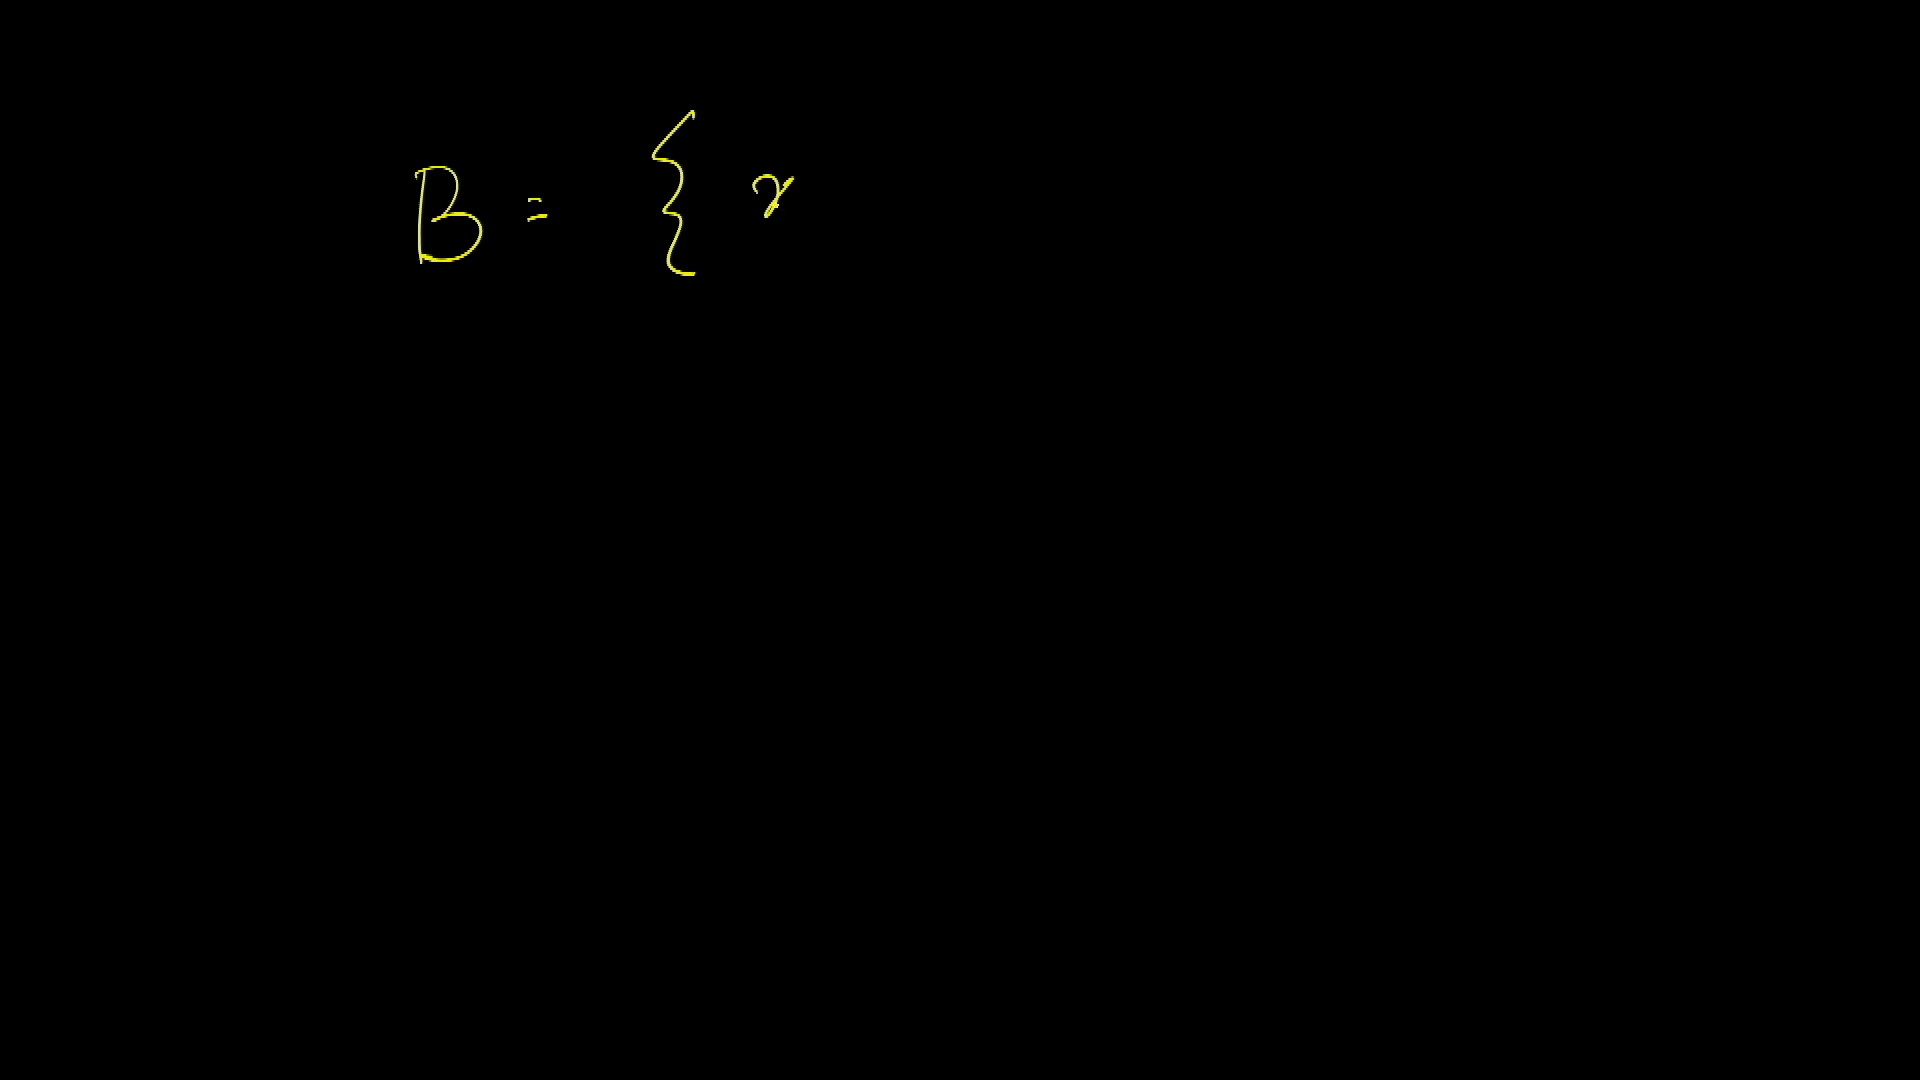 B = { x